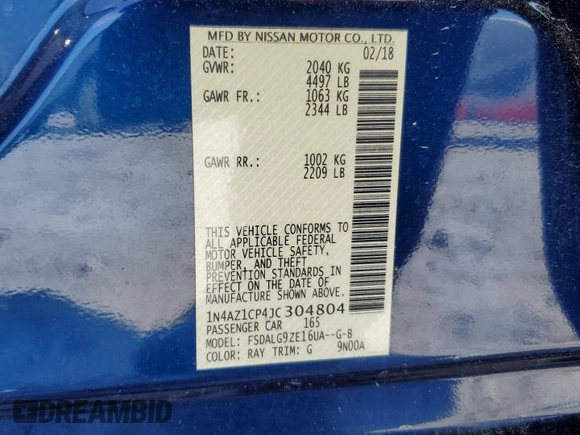 MFD BY NISSAN MOTOR CO., LTD.
DATE: 02/18
GVWR: 2040 KG
4497 LB
GAWR FR.: 1063 KG
2344 LB
GAWR RR.: 1002 KG
2209 LB
THIS VEHICLE CONFORMS TO
ALL APPLICABLE FEDERAL
MOTOR VEHICLE SAFETY,
BUMPER, AND THEFT
PREVENTION STANDARDS IN
EFFECT ON THE DATE OF
MANUFACTURE SHOWN ABOVE.
1N4AZ1CP4JC304804
PASSENGER CAR 165
MODEL: FSDALG9ZE16UA--G-B
COLOR: RAY TRIM: G 9N00A
DREAMBID